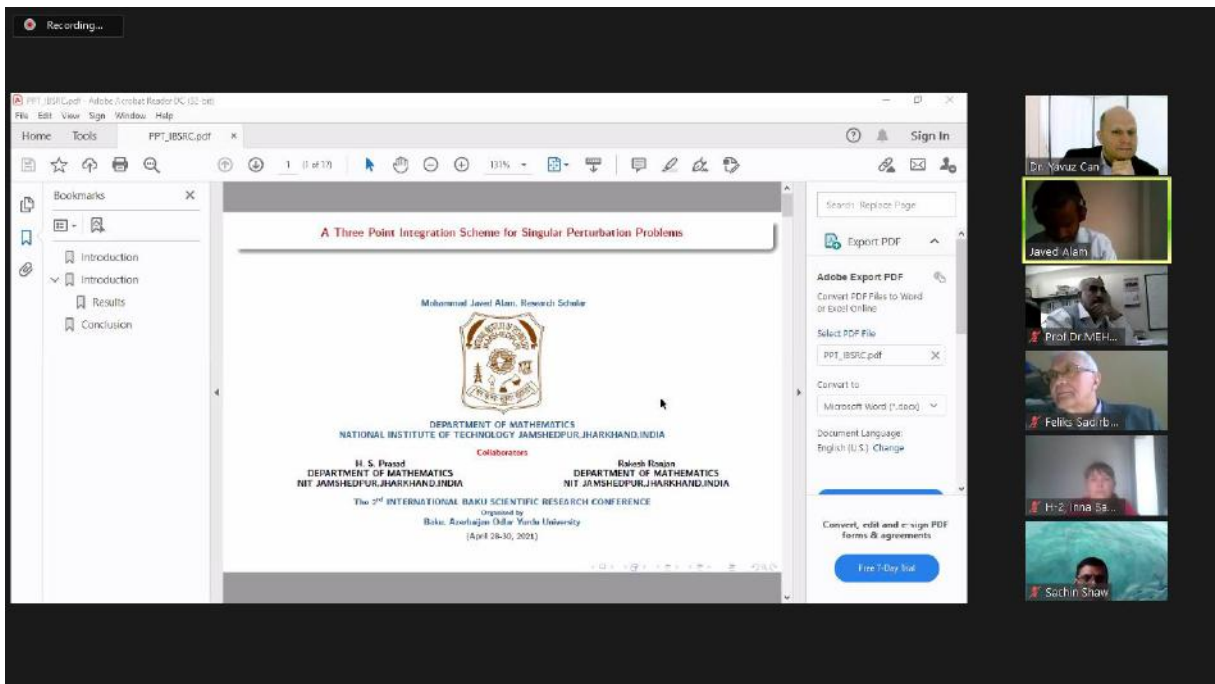 Recording...
PPT_IBSRC.pdf - Adobe Acrobat Reader DC (32-bit)
File Edit View Sign Window Help
Home Tools PPT_IBSRC.pdf × Sign In
1 (1 of 17) 131%
Bookmarks ×
Introduction
Introduction
Results
Conclusion
A Three Point Integration Scheme for Singular Perturbation Problems
Mohammad Javed Alam, Research Scholar
DEPARTMENT OF MATHEMATICS
NATIONAL INSTITUTE OF TECHNOLOGY JAMSHEDPUR,JHARKHAND,INDIA
Collaborators
H. S. Prasad
DEPARTMENT OF MATHEMATICS
NIT JAMSHEDPUR,JHARKHAND,INDIA
Rakesh Ranjan
DEPARTMENT OF MATHEMATICS
NIT JAMSHEDPUR,JHARKHAND,INDIA
The 2nd INTERNATIONAL BAKU SCIENTIFIC RESEARCH CONFERENCE
Organised by
Baku, Azerbaijan Odlar Yurdu University
(April 28-30, 2021)
Search 'Replace Page'
Export PDF
Adobe Export PDF
Convert PDF Files to Word
or Excel Online
Select PDF File
PPT_IBSRC.pdf ×
Convert to
Microsoft Word (*.docx)
Document Language:
English (U.S.) Change
Convert, edit and e-sign PDF
forms & agreements
Free 7-Day Trial
Dr. Yavuz Can
Javed Alam
Prof.Dr.MEH...
Feliks Sadirb...
H-2, Inna Sa...
Sachin Shaw